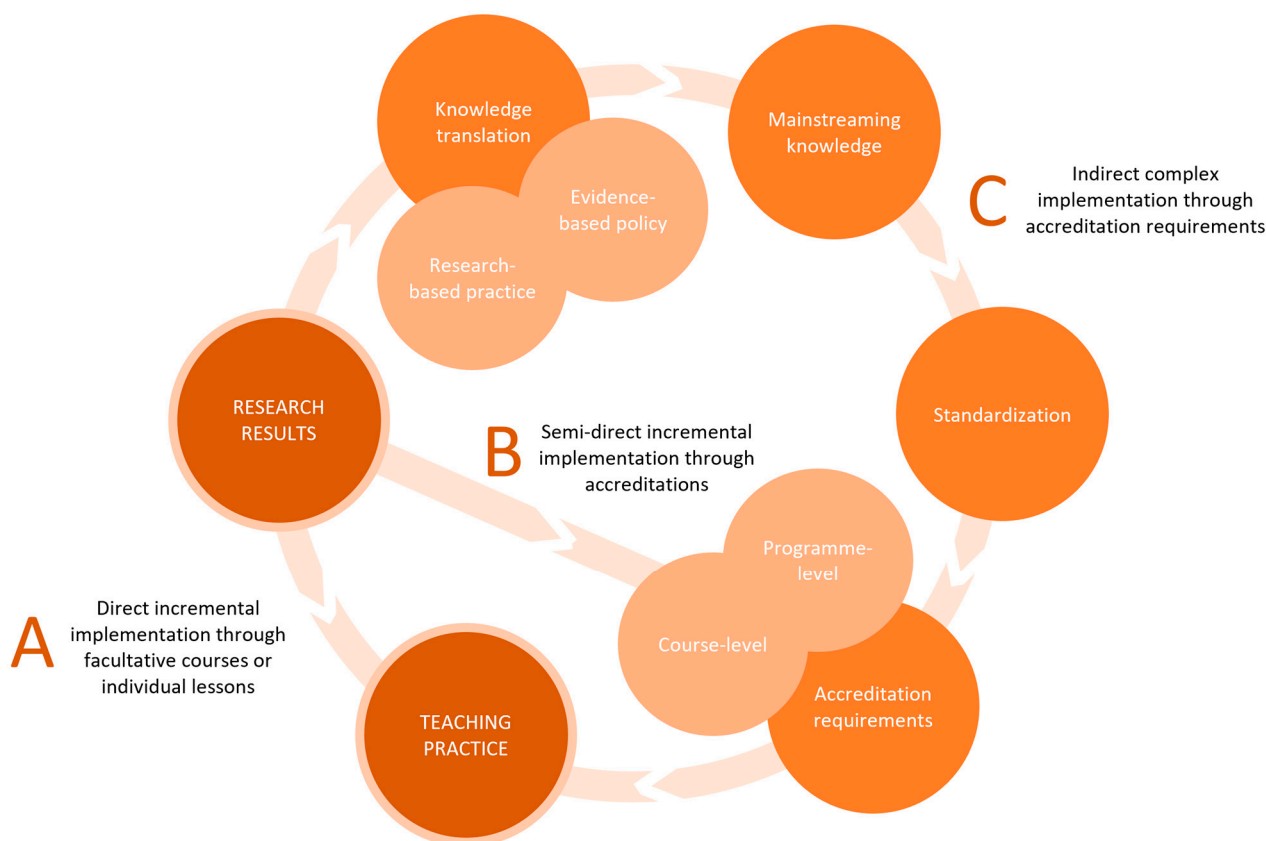 Knowledge
translation
Mainstreaming
knowledge
Evidence-
based policy
Research-
based practice
C
Indirect complex
implementation through
accreditation requirements
RESEARCH
RESULTS
Standardization
B
Semi-direct incremental
implementation through
accreditations
Programme-
level
Course-level
A
Direct incremental
implementation through
facultative courses or
individual lessons
TEACHING
PRACTICE
Accreditation
requirements